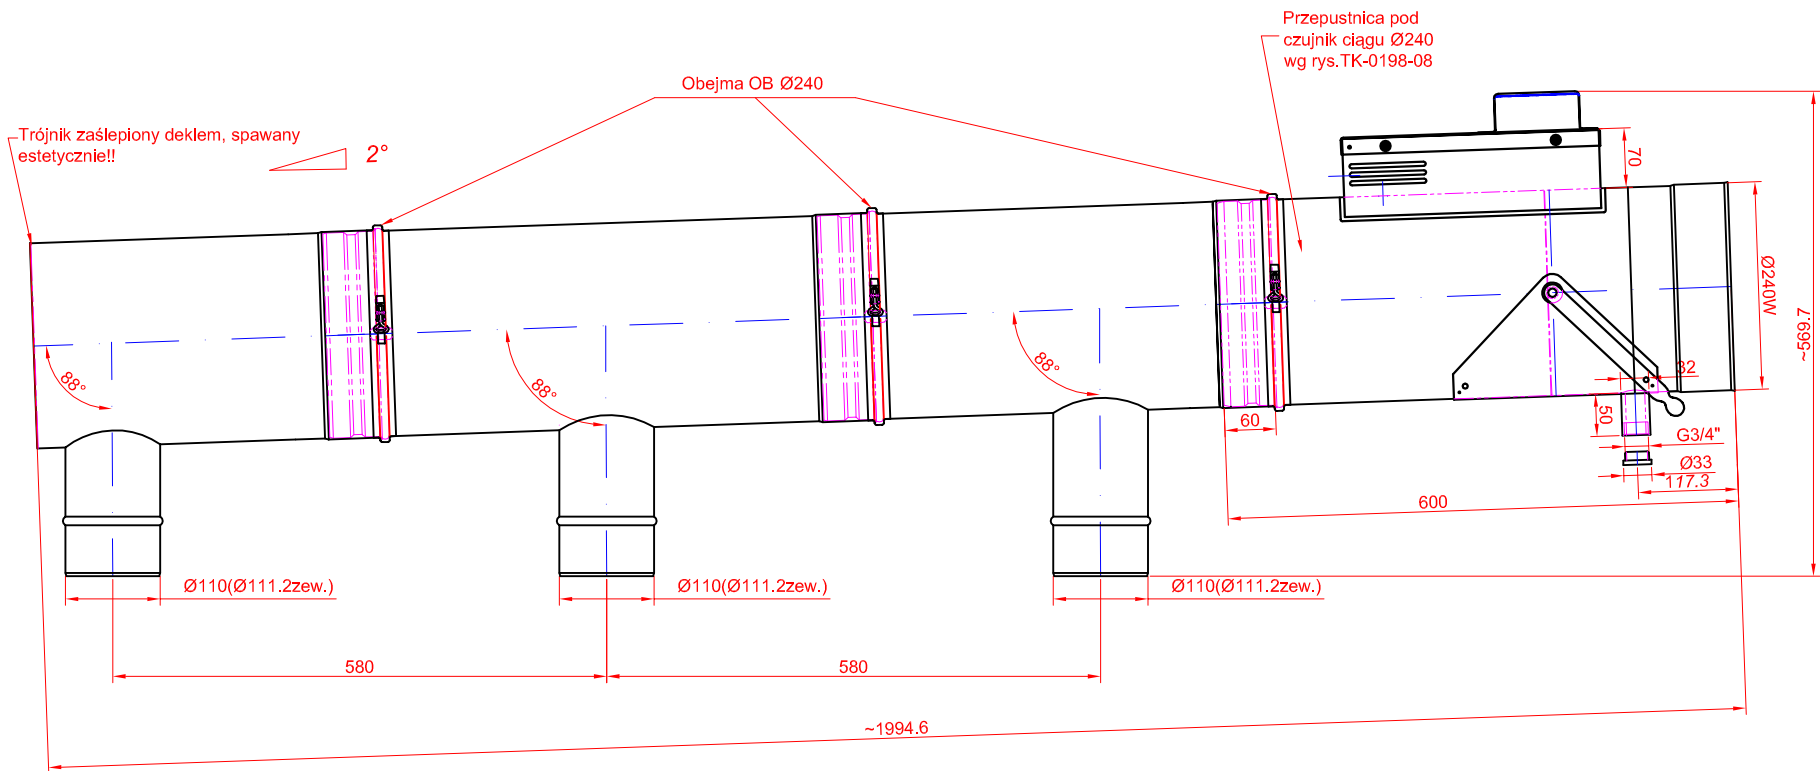 Przepustnica pod
czujnik ciągu Ø240
wg rys.TK-0198-08
Obejma OB Ø240
Trójnik zaślepiony deklem, spawany
estetycznie!!
2°
70
Ø240W
~569.7
88°
88°
88°
32
50
60
G3/4"
Ø33
117.3
600
Ø110(Ø111.2zew.)
Ø110(Ø111.2zew.)
Ø110(Ø111.2zew.)
580
580
~1994.6